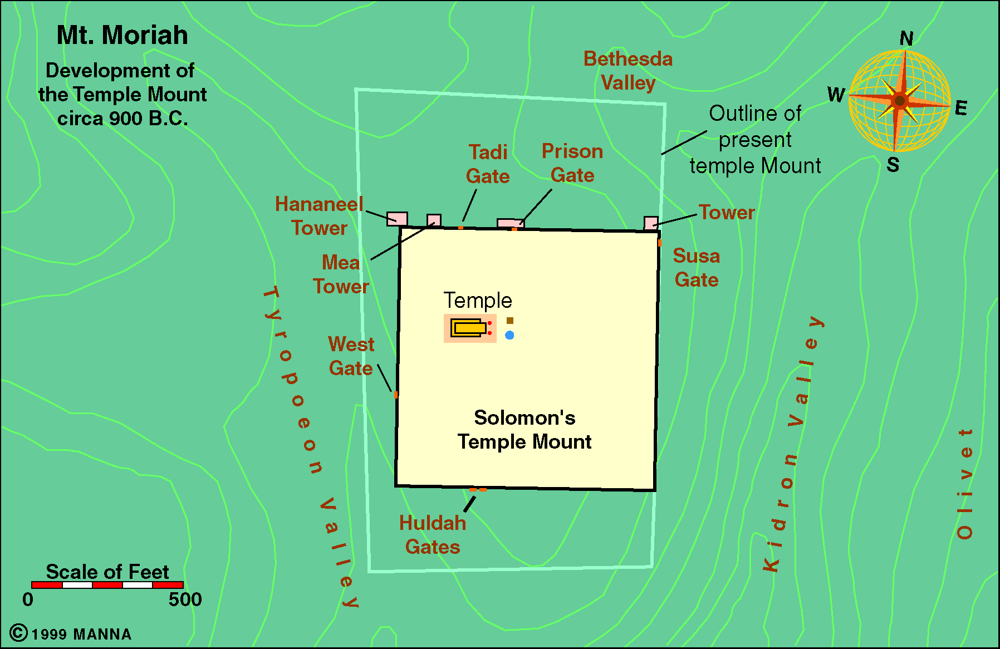 Mt. Moriah
Development of
the Temple Mount
circa 900 B.C.
Bethesda
Valley
N
W
E
S
Outline of
present
temple Mount
Tadi
Gate
Prison
Gate
Hananeel
Tower
Tower
Mea
Tower
Susa
Gate
Temple
West
Gate
Solomon's
Temple Mount
Huldah
Gates
Tyropoeon Valley
Kidron Valley
Olivet
Scale of Feet
0 500
© 1999 MANNA